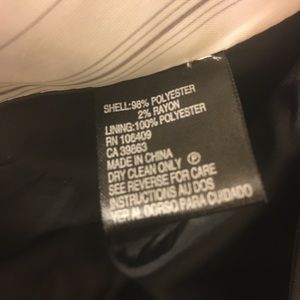 SHELL:98% POLYESTER
2% RAYON
LINING:100% POLYESTER
RN 106409
CA 39863
MADE IN CHINA
DRY CLEAN ONLY Ⓟ
SEE REVERSE FOR CARE
INSTRUCTIONS AU DOS
VER AL DORSO PARA CUIDADO